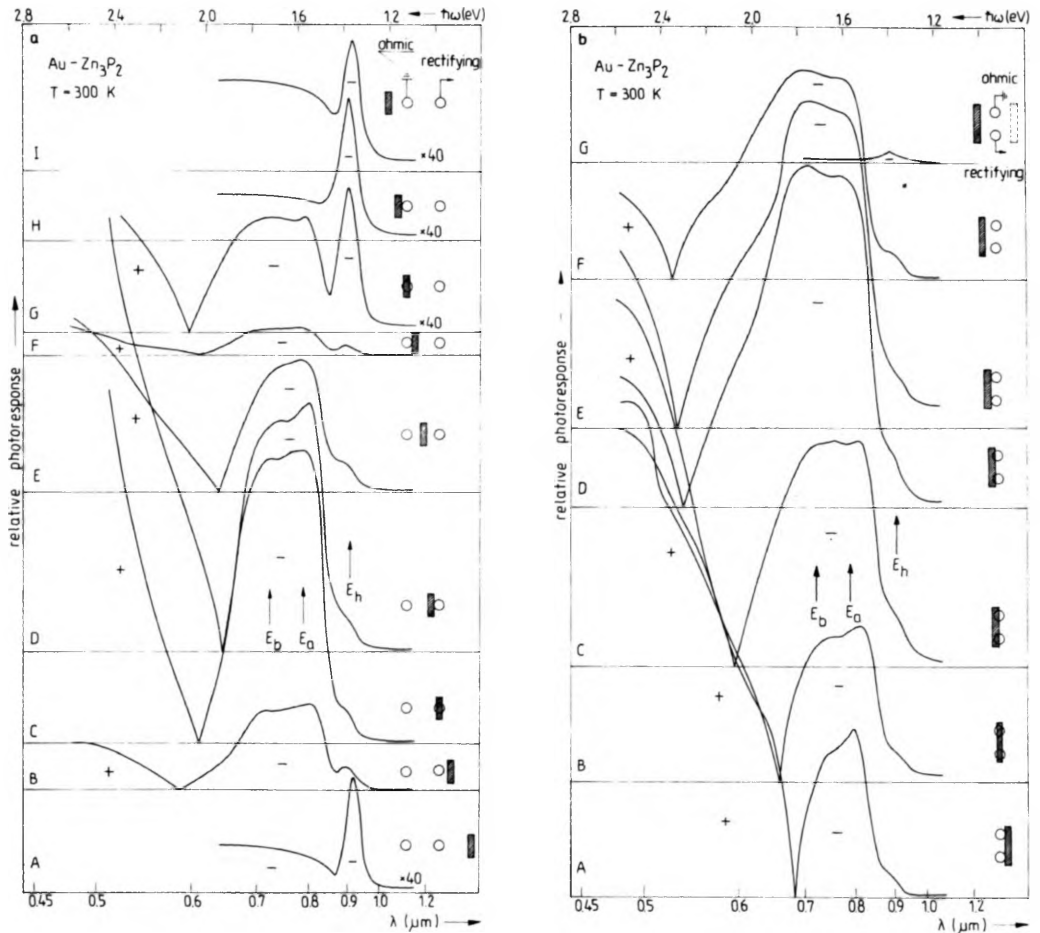 2.8 2.4 2.0 1.6 1.2 ħω(eV)
a
Au - Zn₃P₂
T = 300 K
ohmic rectifying
I ×40
H ×40
G ×40
F
E
D
C
B
A ×40
+ + + + +
− − − − − − − − − −
E_b E_a E_h
relative photoresponse
0.45 0.5 0.6 0.7 0.8 0.9 1.0 1.2
λ (μm)
2.8 2.4 2.0 1.6 1.2 ħω(eV)
b
Au - Zn₃P₂
T = 300 K
ohmic
rectifying
G
F
E
D
C
B
A
+ + + + +
− − − − − − −
E_b E_a E_h
relative photoresponse
0.45 0.5 0.6 0.7 0.8 0.9 1.0 1.2
λ (μm)